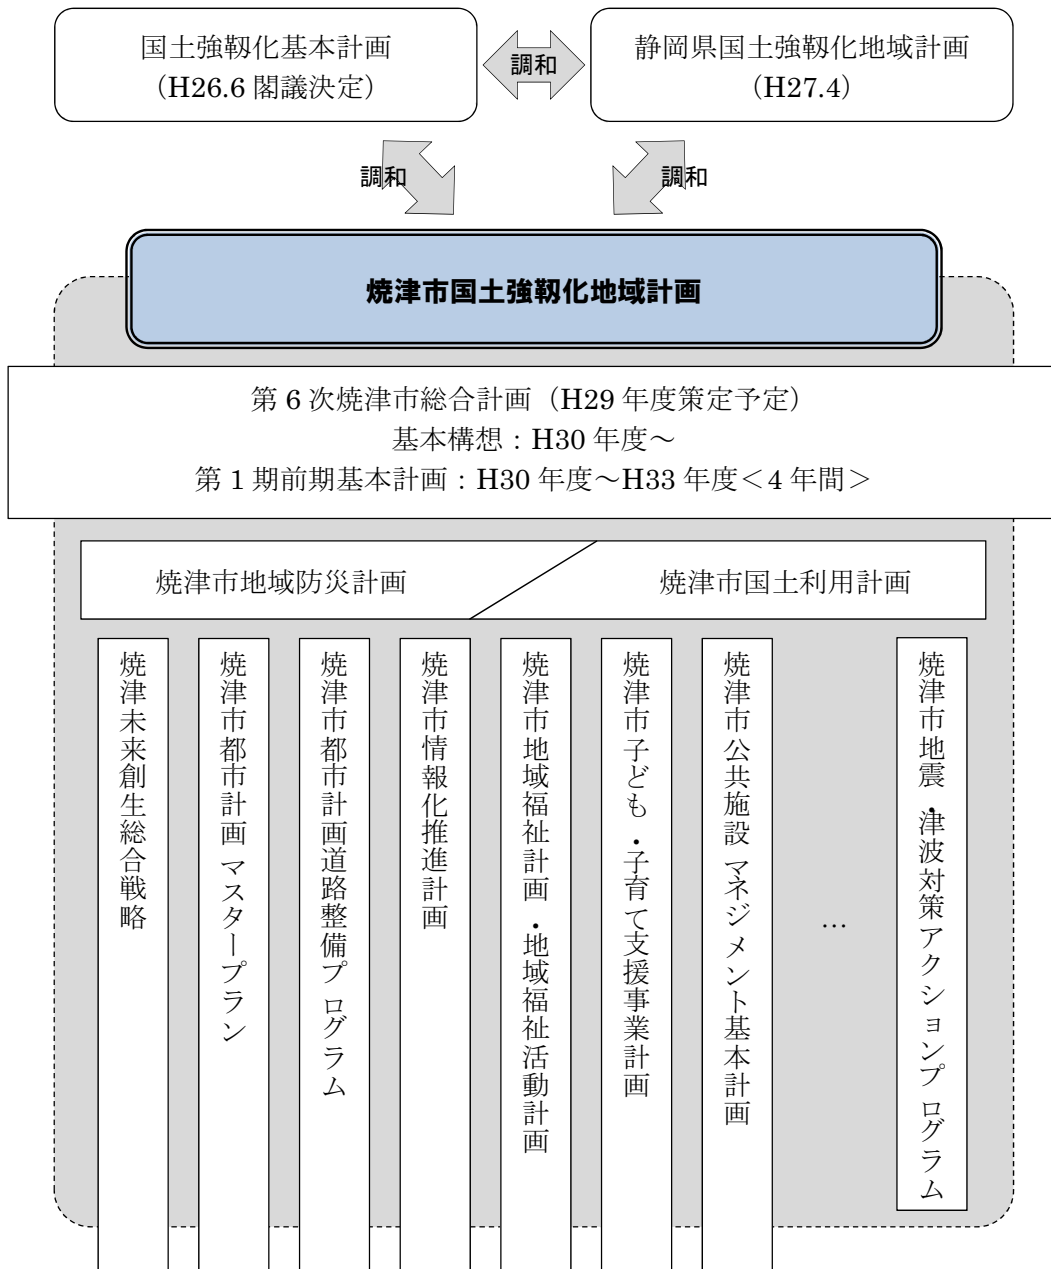 国土強靱化基本計画
（H26.6 閣議決定）
調和
静岡県国土強靱化地域計画
（H27.4）
調和
調和
焼津市国土強靱化地域計画
第 6 次焼津市総合計画（H29 年度策定予定）
基本構想：H30 年度～
第 1 期前期基本計画：H30 年度～H33 年度＜4 年間＞
焼津市地域防災計画
焼津市国土利用計画
焼津未来創生総合戦略
焼津市都市計画マスタープラン
焼津市都市計画道路整備プログラム
焼津市情報化推進計画
焼津市地域福祉計画・地域福祉活動計画
焼津市子ども・子育て支援事業計画
焼津市公共施設マネジメント基本計画
…
焼津市地震・津波対策アクションプログラム